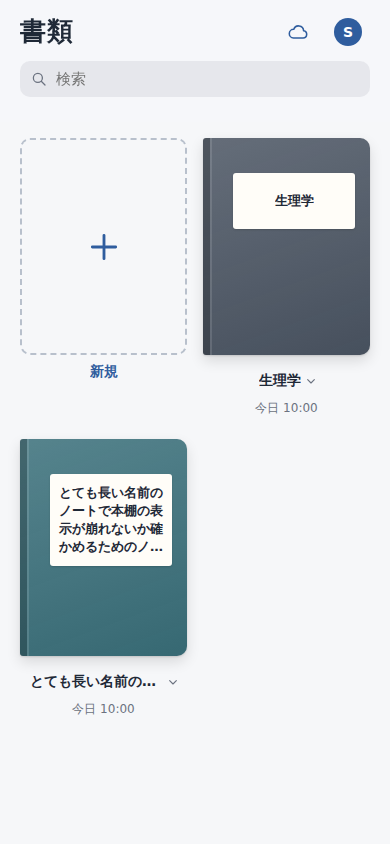 書類
S
検索
生理学
新規
生理学
今日 10:00
とても長い名前の
ノートで本棚の表
示が崩れないか確
かめるためのノ…
とても長い名前の…
今日 10:00